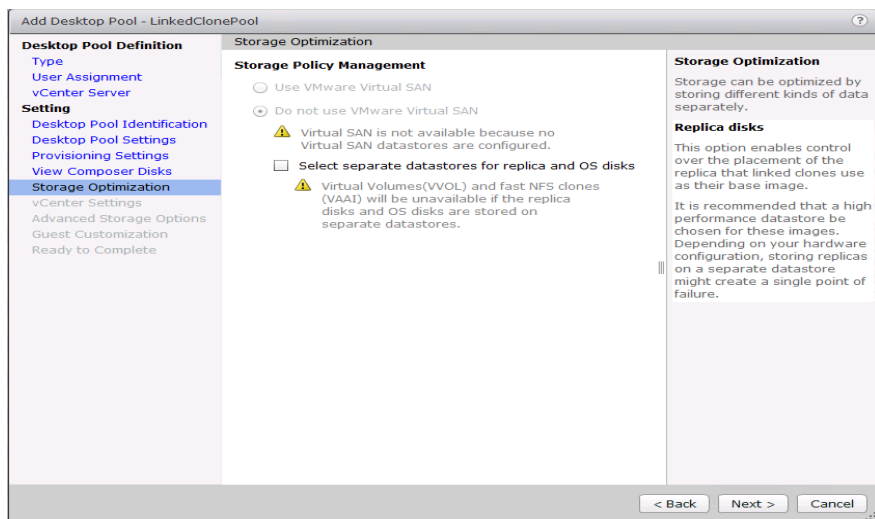 Add Desktop Pool - LinkedClonePool
?
Desktop Pool Definition
Type
User Assignment
vCenter Server
Setting
Desktop Pool Identification
Desktop Pool Settings
Provisioning Settings
View Composer Disks
Storage Optimization
vCenter Settings
Advanced Storage Options
Guest Customization
Ready to Complete
Storage Optimization
Storage Policy Management
Use VMware Virtual SAN
Do not use VMware Virtual SAN
Virtual SAN is not available because no
Virtual SAN datastores are configured.
Select separate datastores for replica and OS disks
Virtual Volumes(VVOL) and fast NFS clones
(VAAI) will be unavailable if the replica
disks and OS disks are stored on
separate datastores.
Storage Optimization
Storage can be optimized by
storing different kinds of data
separately.
Replica disks
This option enables control
over the placement of the
replica that linked clones use
as their base image.
It is recommended that a high
performance datastore be
chosen for these images.
Depending on your hardware
configuration, storing replicas
on a separate datastore
might create a single point of
failure.
< Back
Next >
Cancel